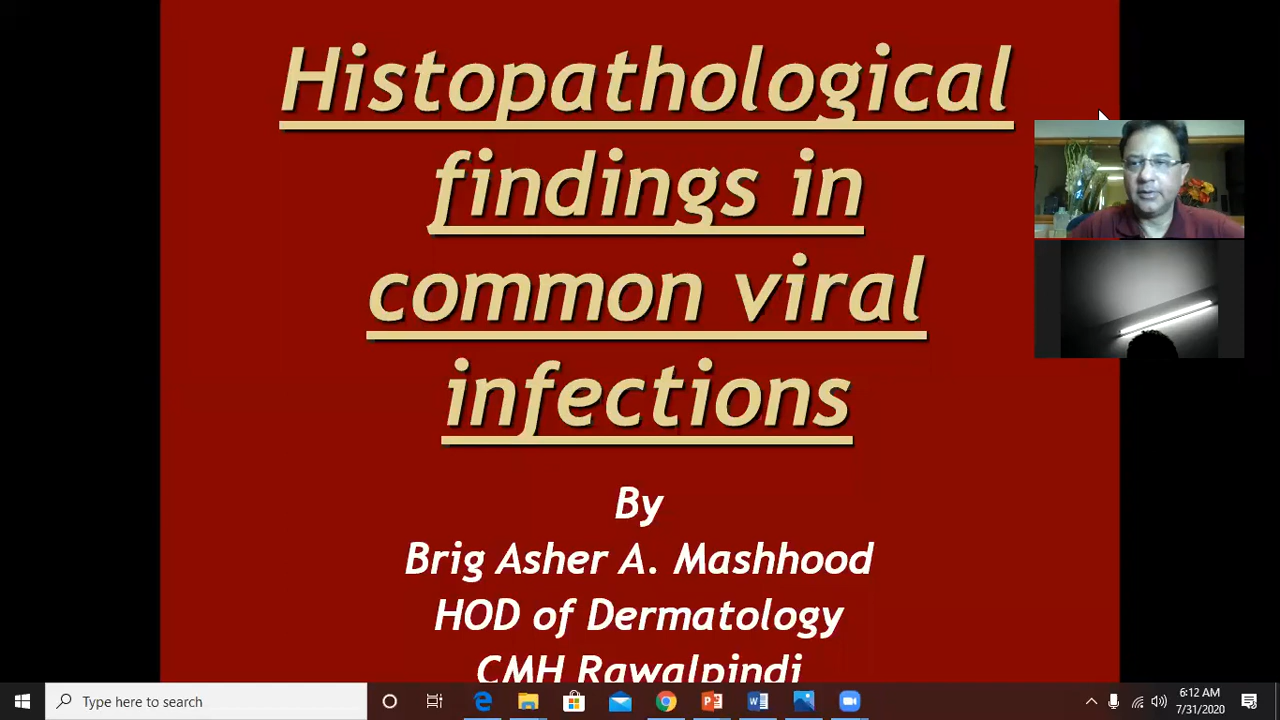 Histopathological
findings in
common viral
infections
By
Brig Asher A. Mashhood
HOD of Dermatology
CMH Rawalpindi
Type here to search
6:12 AM
7/31/2020